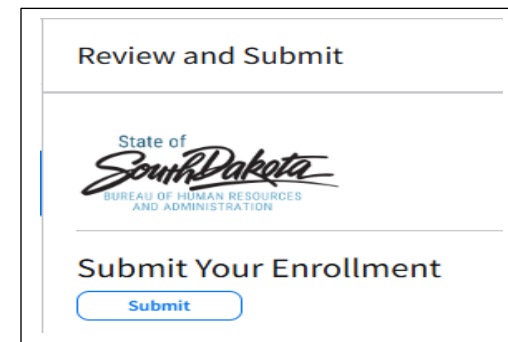 Review and Submit
State of
South Dakota
BUREAU OF HUMAN RESOURCES
AND ADMINISTRATION
Submit Your Enrollment
Submit